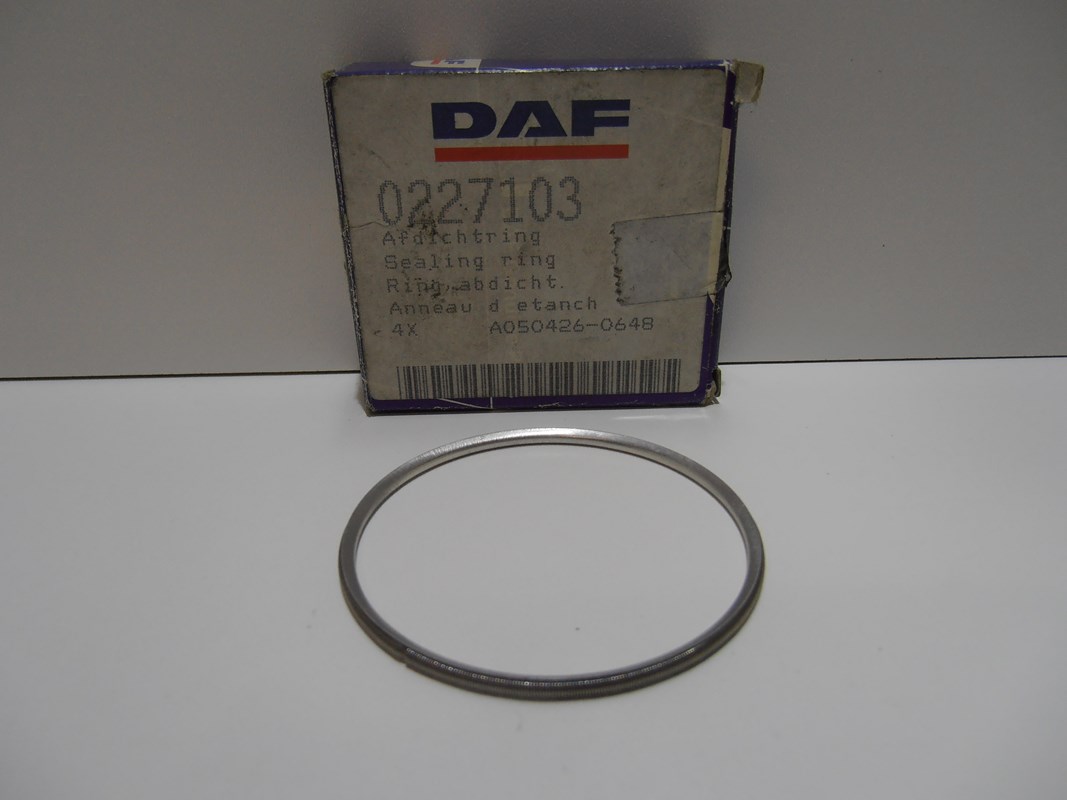 DAF
0227103
Afdichtring
Sealing ring
Ring,abdicht.
Anneau d etanch
4X A050426-0648